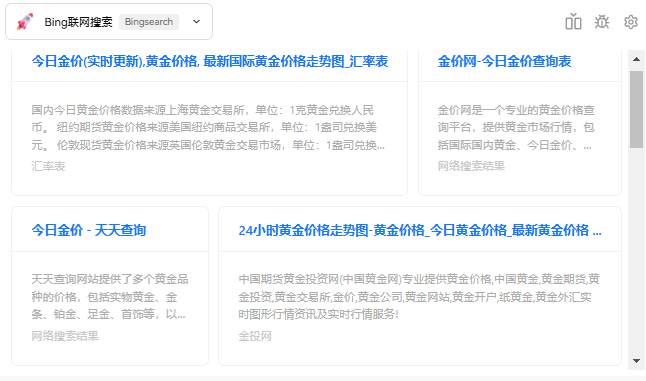 Bing联网搜索 Bingsearch
今日金价(实时更新),黄金价格, 最新国际黄金价格走势图_汇率表
国内今日黄金价格数据来源上海黄金交易所，单位：1克黄金兑换人民
币。 纽约期货黄金价格来源美国纽约商品交易所，单位：1盎司兑换美
元。 伦敦现货黄金价格来源英国伦敦黄金交易市场，单位：1盎司兑换...
汇率表
金价网-今日金价查询表
金价网是一个专业的黄金价格查
询平台，提供黄金市场行情，包
括国际国内黄金、今日金价、...
网络搜索结果
今日金价 - 天天查询
天天查询网站提供了多个黄金品
种的价格，包括实物黄金、金
条、铂金、足金、首饰等，以...
网络搜索结果
24小时黄金价格走势图-黄金价格_今日黄金价格_最新黄金价格 ...
中国期货黄金投资网(中国黄金网)专业提供黄金价格,中国黄金,黄金期货,黄
金投资,黄金交易所,金价,黄金公司,黄金网站,黄金开户,纸黄金,黄金外汇实
时图形行情资讯及实时行情服务!
金投网